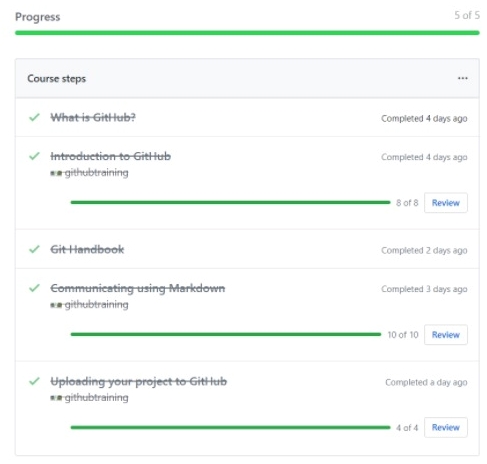 Progress
5 of 5
Course steps
...
What is GitHub?
Completed 4 days ago
Introduction to GitHub
Completed 4 days ago
githubtraining
8 of 8
Review
Git Handbook
Completed 2 days ago
Communicating using Markdown
Completed 3 days ago
githubtraining
10 of 10
Review
Uploading your project to GitHub
Completed a day ago
githubtraining
4 of 4
Review